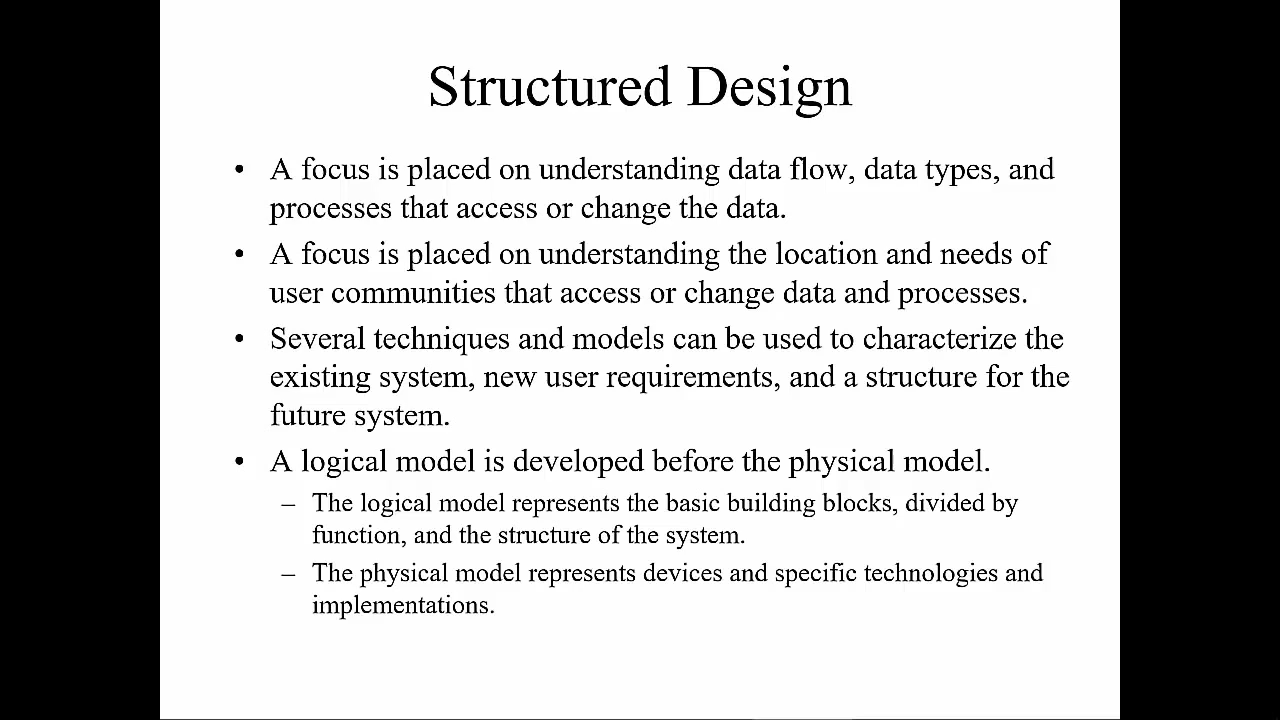 Structured Design
• A focus is placed on understanding data flow, data types, and
processes that access or change the data.
• A focus is placed on understanding the location and needs of
user communities that access or change data and processes.
• Several techniques and models can be used to characterize the
existing system, new user requirements, and a structure for the
future system.
• A logical model is developed before the physical model.
– The logical model represents the basic building blocks, divided by
function, and the structure of the system.
– The physical model represents devices and specific technologies and
implementations.